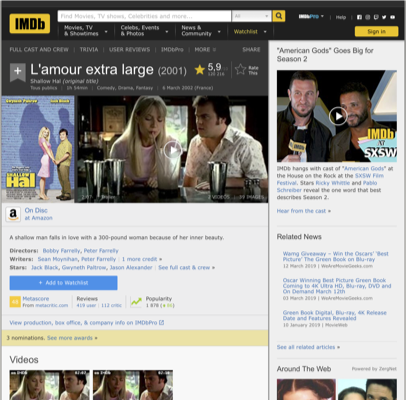 IMDb
Find Movies, TV shows, Celebrities and more...
All
Movies, TV & Showtimes
Celebs, Events & Photos
News & Community
Watchlist
IMDbPro
Help
Sign in
FULL CAST AND CREW | TRIVIA | USER REVIEWS | IMDbPro | MORE
SHARE
L'amour extra large (2001)
Shallow Hal (original title)
Tous publics | 1h 54min | Comedy, Drama, Fantasy | 6 March 2002 (France)
5,9
Rate This
Shallow Hal
2 VIDEOS
On Disc
at Amazon
A shallow man falls in love with a 300-pound woman because of her inner beauty.
Directors: Bobby Farrelly, Peter Farrelly
Writers: Sean Moynihan, Peter Farrelly | 1 more credit »
Stars: Jack Black, Gwyneth Paltrow, Jason Alexander | See full cast & crew »
+ Add to Watchlist
Metascore
From metacritic.com
Reviews
419 user | 112 critic
Popularity
View production, box office, & company info on IMDbPro
3 nominations. See more awards »
Videos
"American Gods" Goes Big for Season 2
IMDb
at
SXSW
IMDb hangs with cast of "American Gods" at the House on the Rock at the SXSW Film Festival. Stars Ricky Whittle and Pablo Schreiber reveal the one word that best describes Season 2.
Hear from the cast »
Related News
Warng Giveaway – Win the Oscars' 'Best Picture' The Green Book on Blu-ray
12 March 2019 | WeAreMovieGeeks.com
Oscar Winning Best Picture Green Book Coming to 4K Ultra HD, Blu-ray, DVD and On Demand March 12th
03 March 2019 | WeAreMovieGeeks.com
Green Book Digital, Blu-ray, 4K Release Date and Features Revealed
10 January 2019 | MovieWeb
See all related articles »
Around The Web
Powered by ZergNet